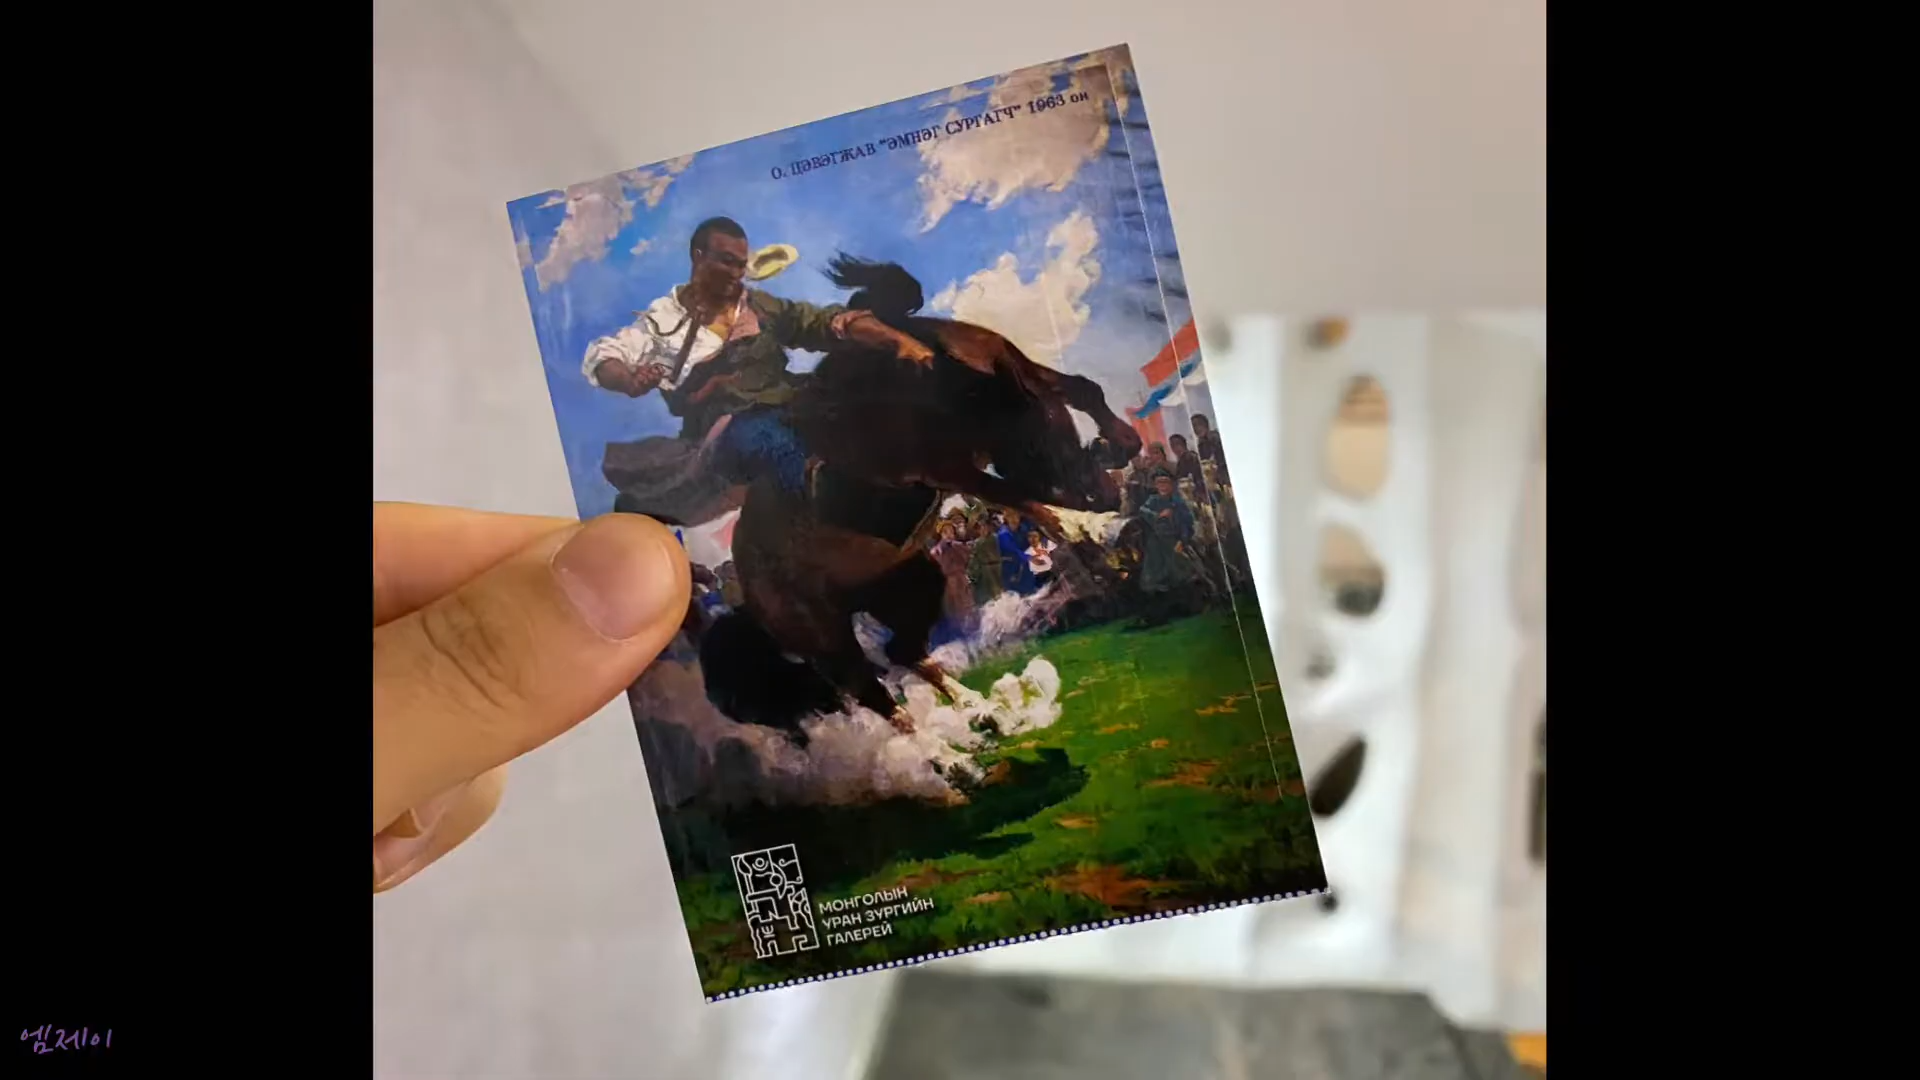 О. ЦЭВЭГЖАВ "ЭМНЭГ СУРГАГЧ" 1963 он
МОНГОЛЫН
УРАН ЗУРГИЙН
ГАЛЕРЕЙ
엠제이